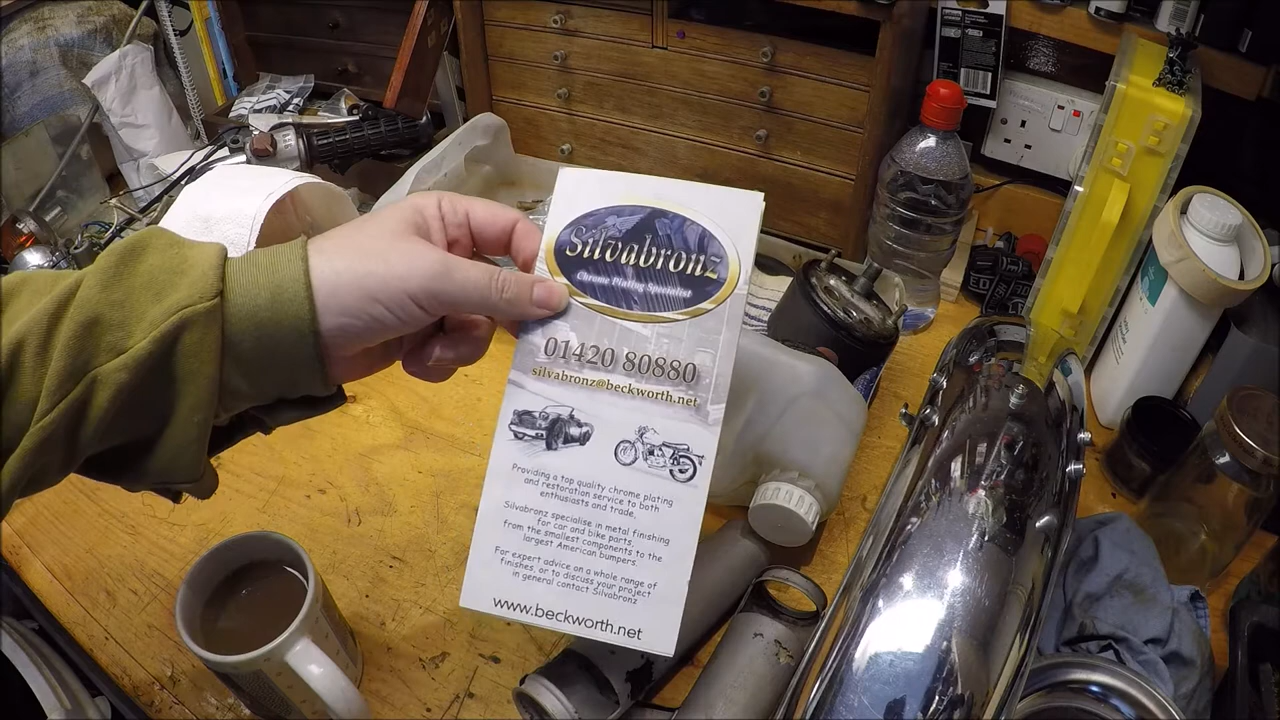 Silvabronz
Chrome Plating Specialist
01420 80880
silvabronz@beckworth.net
Providing a top quality chrome plating
and restoration service to both
enthusiasts and trade.
Silvabronz specialise in metal finishing
for car and bike parts,
from the smallest components to the
largest American bumpers.
For expert advice on a whole range of
finishes, or to discuss your project
in general contact Silvabronz
www.beckworth.net